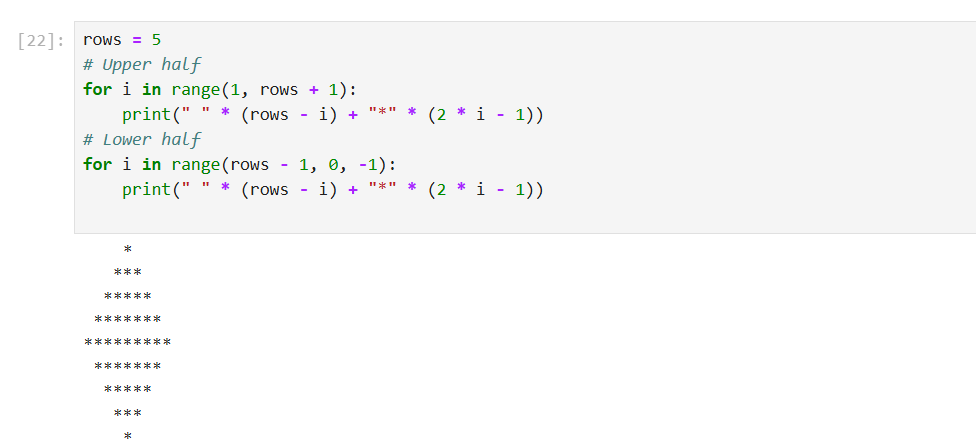 [22]: rows = 5
# Upper half
for i in range(1, rows + 1):
    print(" " * (rows - i) + "*" * (2 * i - 1))
# Lower half
for i in range(rows - 1, 0, -1):
    print(" " * (rows - i) + "*" * (2 * i - 1))
    *
   ***
  *****
 *******
*********
 *******
  *****
   ***
    *